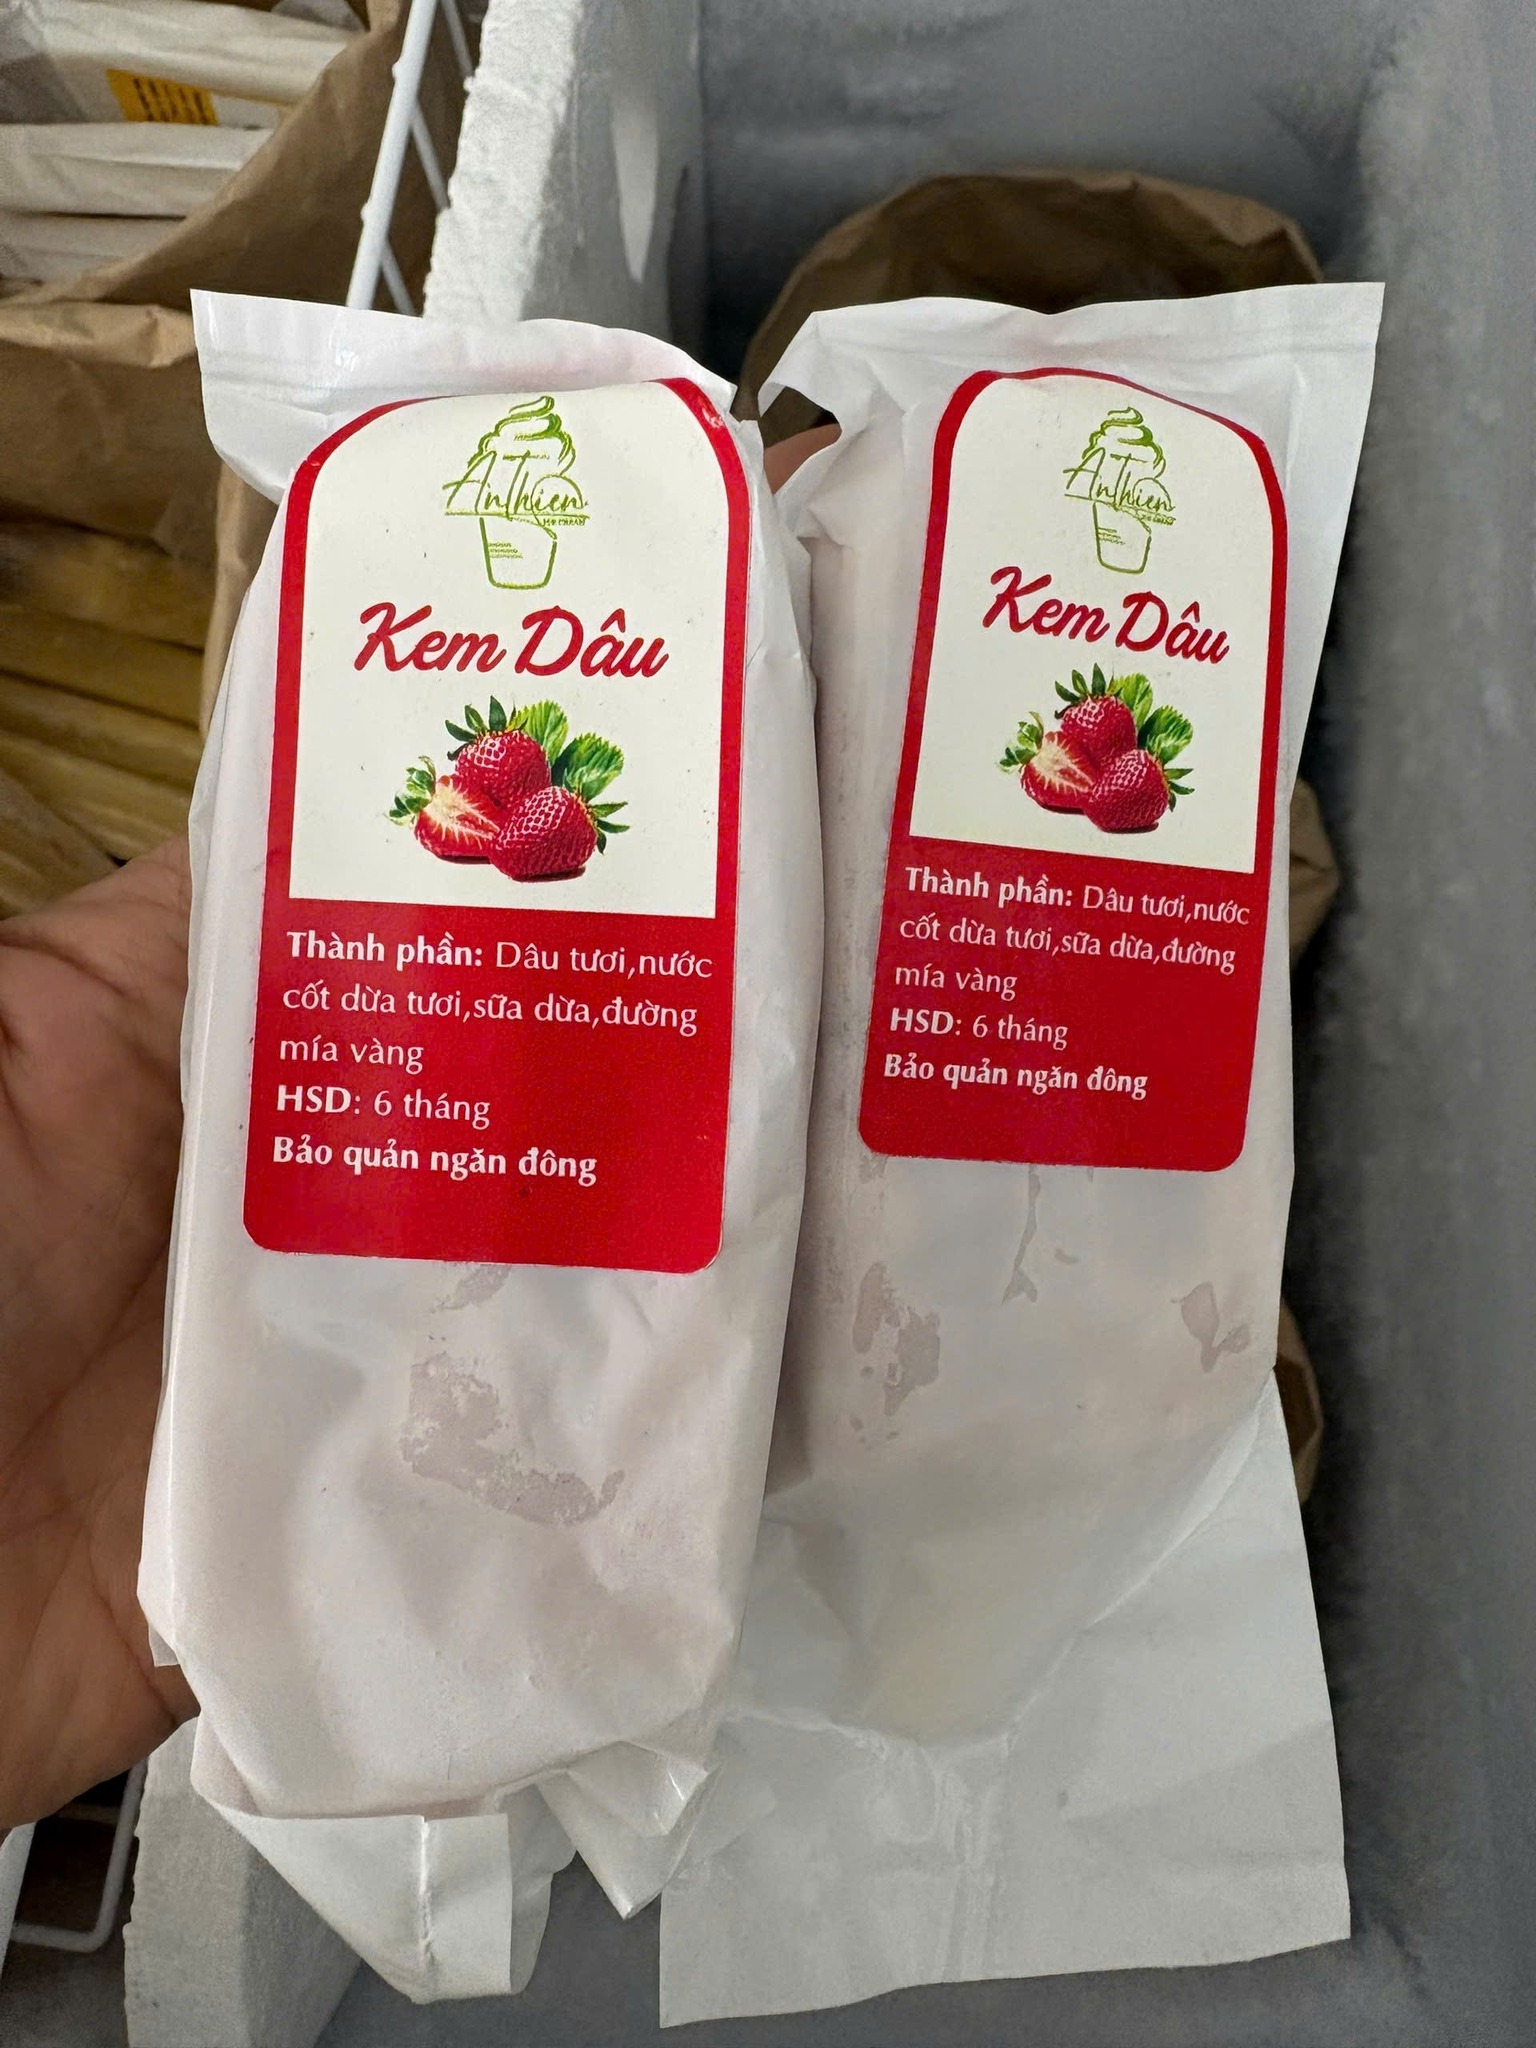 AnThien
ICE CREAM
Kem Dâu
Thành phần: Dâu tươi,nước
cốt dừa tươi,sữa dừa,đường
mía vàng
HSD: 6 tháng
Bảo quản ngăn đông
AnThien
Kem Dâu
Thành phần: Dâu tươi,nước
cốt dừa tươi,sữa dừa,đường
mía vàng
HSD: 6 tháng
Bảo quản ngăn đông